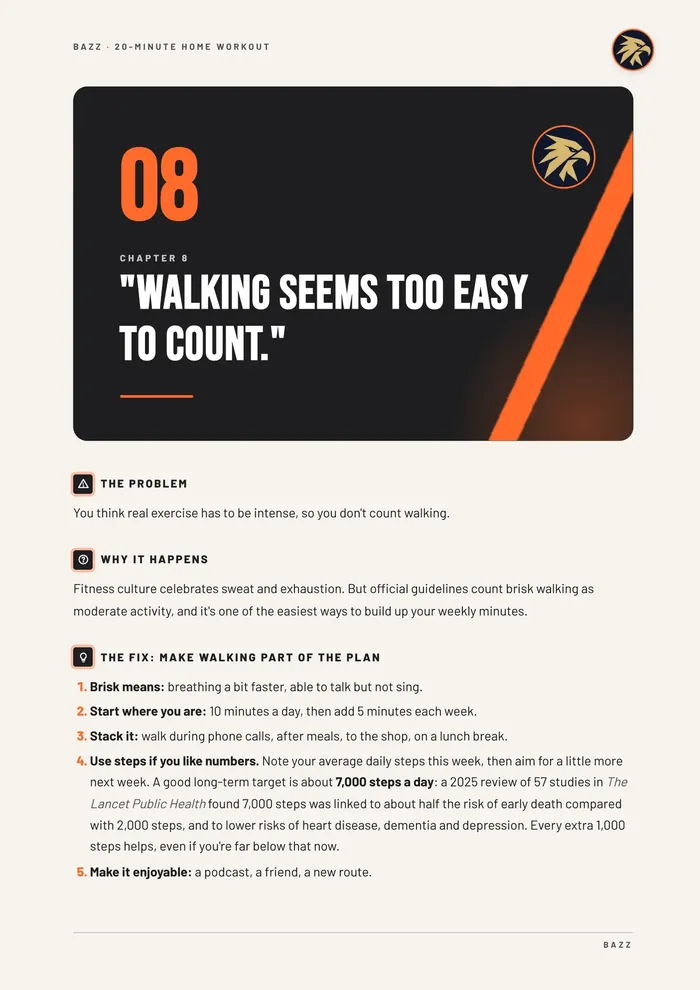 BAZZ · 20-MINUTE HOME WORKOUT
08
CHAPTER 8
"WALKING SEEMS TOO EASY
TO COUNT."
THE PROBLEM
You think real exercise has to be intense, so you don't count walking.
WHY IT HAPPENS
Fitness culture celebrates sweat and exhaustion. But official guidelines count brisk walking as
moderate activity, and it's one of the easiest ways to build up your weekly minutes.
THE FIX: MAKE WALKING PART OF THE PLAN
1. Brisk means: breathing a bit faster, able to talk but not sing.
2. Start where you are: 10 minutes a day, then add 5 minutes each week.
3. Stack it: walk during phone calls, after meals, to the shop, on a lunch break.
4. Use steps if you like numbers. Note your average daily steps this week, then aim for a little more
next week. A good long-term target is about 7,000 steps a day: a 2025 review of 57 studies in The
Lancet Public Health found 7,000 steps was linked to about half the risk of early death compared
with 2,000 steps, and to lower risks of heart disease, dementia and depression. Every extra 1,000
steps helps, even if you're far below that now.
5. Make it enjoyable: a podcast, a friend, a new route.
BAZZ